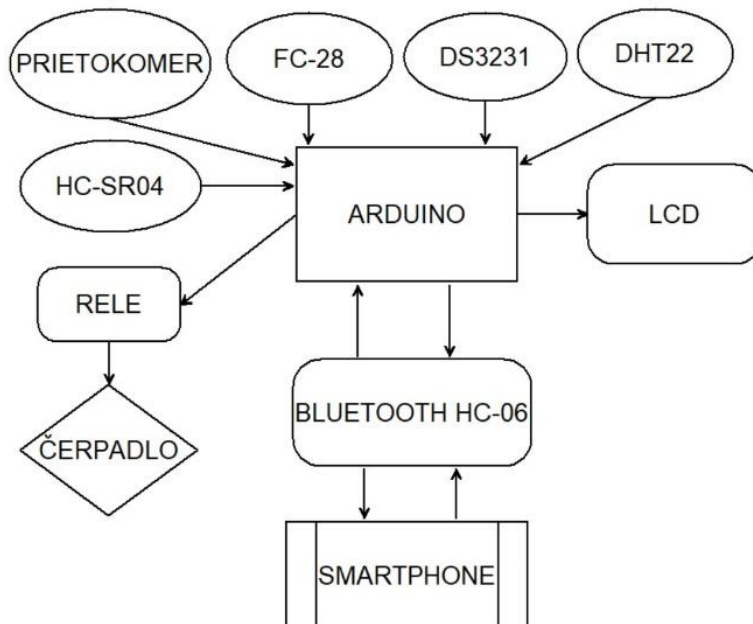 PRIETOKOMER
FC-28
DS3231
DHT22
HC-SR04
ARDUINO
LCD
RELE
BLUETOOTH HC-06
ČERPADLO
SMARTPHONE